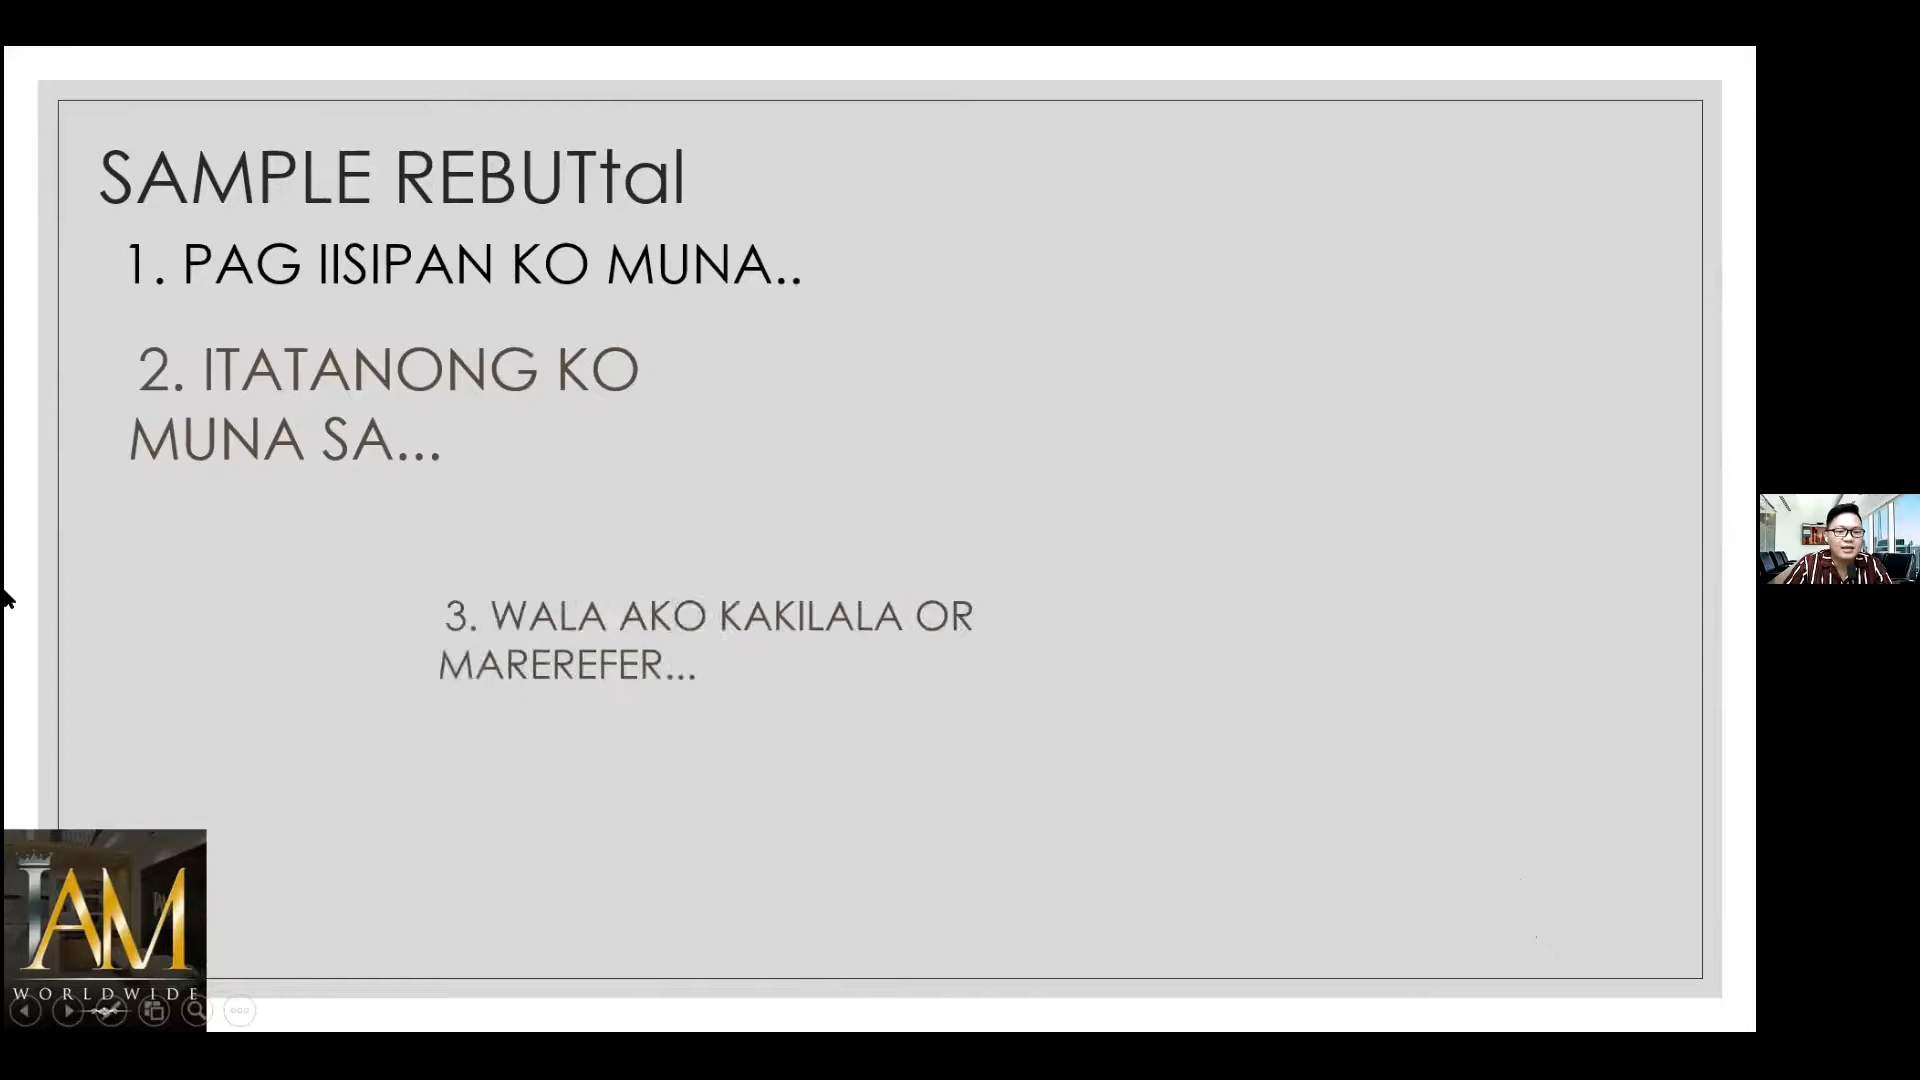 SAMPLE REBUTtal
1. PAG IISIPAN KO MUNA..
2. ITATANONG KO
MUNA SA...
3. WALA AKO KAKILALA OR
MAREREFER...
IAM
WORLDWIDE